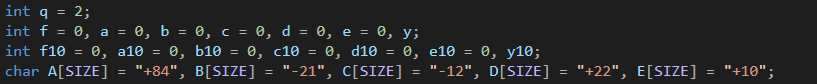 int q = 2;
int f = 0, a = 0, b = 0, c = 0, d = 0, e = 0, y;
int f10 = 0, a10 = 0, b10 = 0, c10 = 0, d10 = 0, e10 = 0, y10;
char A[SIZE] = "+84", B[SIZE] = "-21", C[SIZE] = "-12", D[SIZE] = "+22", E[SIZE] = "+10";